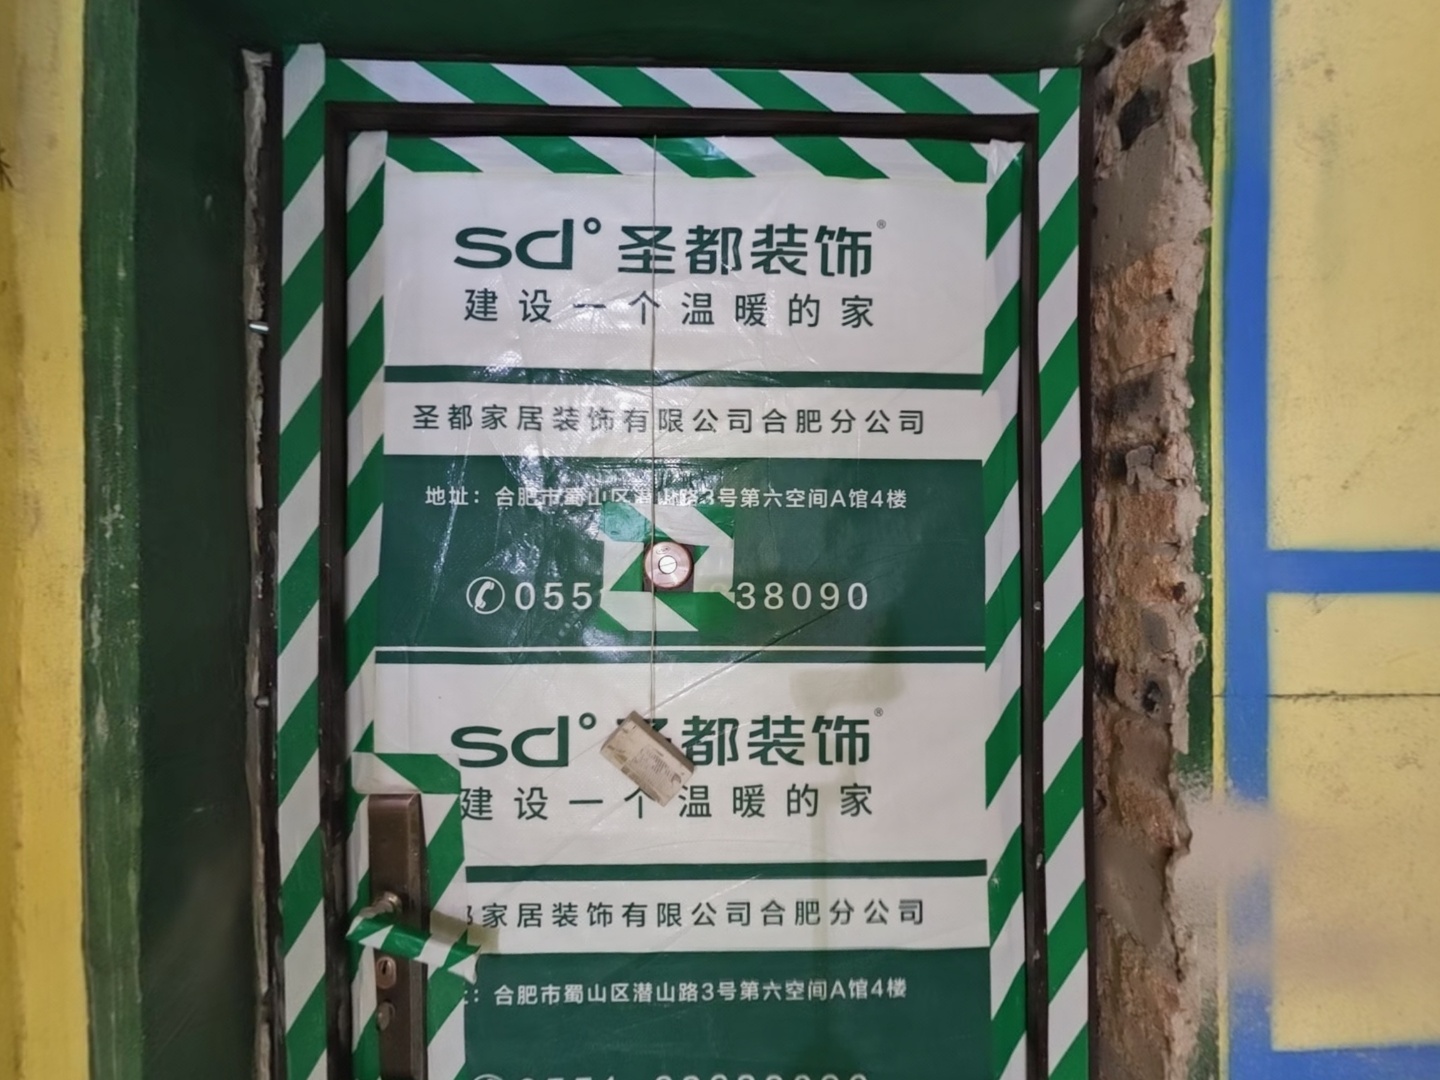 sd° 圣都装饰®
建设一个温暖的家
圣都家居装饰有限公司合肥分公司
地址：合肥市蜀山区潜山路3号第六空间A馆4楼
055 38090
sd° 圣都装饰®
建设一个温暖的家
家居装饰有限公司合肥分公司
：合肥市蜀山区潜山路3号第六空间A馆4楼